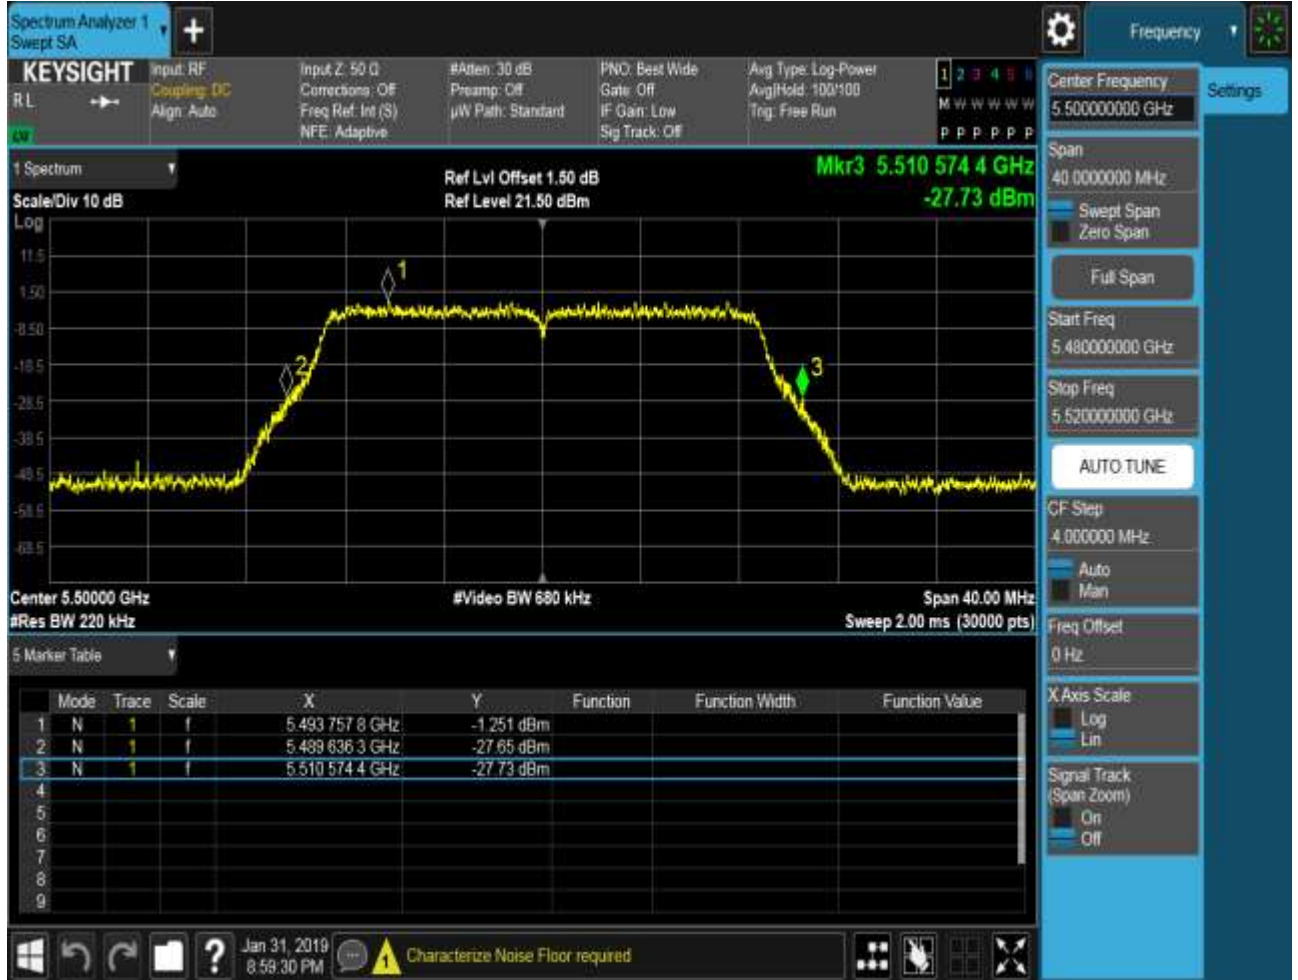 Spectrum Analyzer 1
Swept SA
Frequency
KEYSIGHT
RL
Input: RF
Coupling: DC
Align: Auto
Input Z: 50 Ω
Corrections: Off
Freq Ref: Int (S)
NFE: Adaptive
#Atten: 30 dB
Preamp: Off
µW Path: Standard
PNO: Best Wide
Gate: Off
IF Gain: Low
Sig Track: Off
Avg Type: Log-Power
Avg|Hold: 100/100
Trig: Free Run
1 2 3 4 5 6
M W W W W W
P P P P P P
1 Spectrum
Scale/Div 10 dB
Ref Lvl Offset 1.50 dB
Ref Level 21.50 dBm
Mkr3 5.510 574 4 GHz
-27.73 dBm
Log
11.5
1.50
-8.50
-18.5
-28.5
-38.5
-48.5
-58.5
-68.5
1
2
3
Center 5.50000 GHz
#Video BW 680 kHz
Span 40.00 MHz
#Res BW 220 kHz
Sweep 2.00 ms (30000 pts)
5 Marker Table
Mode Trace Scale X Y Function Function Width Function Value
1 N 1 f 5.493 757 8 GHz -1.251 dBm
2 N 1 f 5.489 636 3 GHz -27.65 dBm
3 N 1 f 5.510 574 4 GHz -27.73 dBm
4
5
6
7
8
9
Center Frequency
5.500000000 GHz
Settings
Span
40.0000000 MHz
Swept Span
Zero Span
Full Span
Start Freq
5.480000000 GHz
Stop Freq
5.520000000 GHz
AUTO TUNE
CF Step
4.000000 MHz
Auto
Man
Freq Offset
0 Hz
X Axis Scale
Log
Lin
Signal Track
(Span Zoom)
On
Off
?
Jan 31, 2019
8:59:30 PM
1
Characterize Noise Floor required